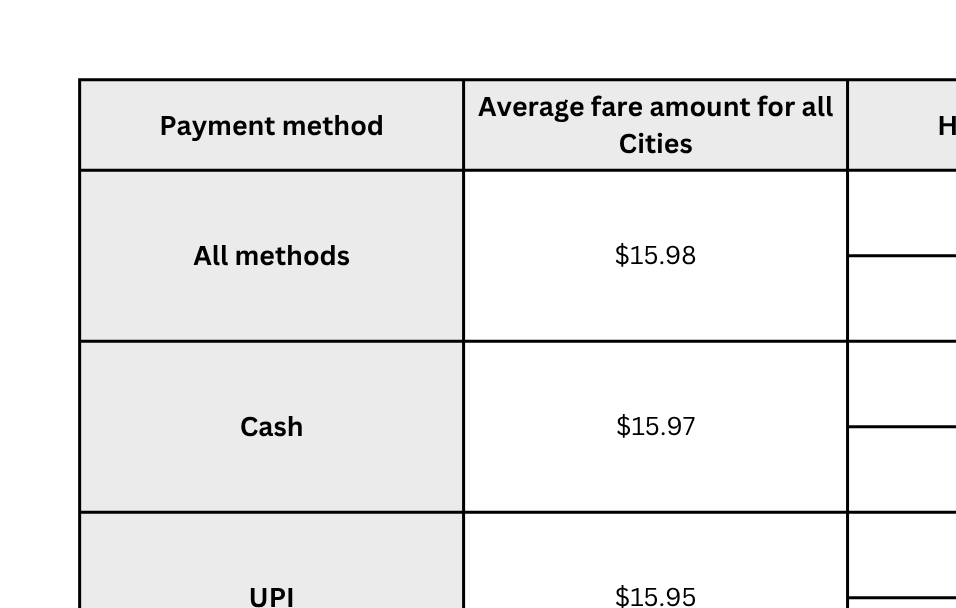 Payment method
Average fare amount for all
Cities
H
All methods
$15.98
Cash
$15.97
UPI
$15.95